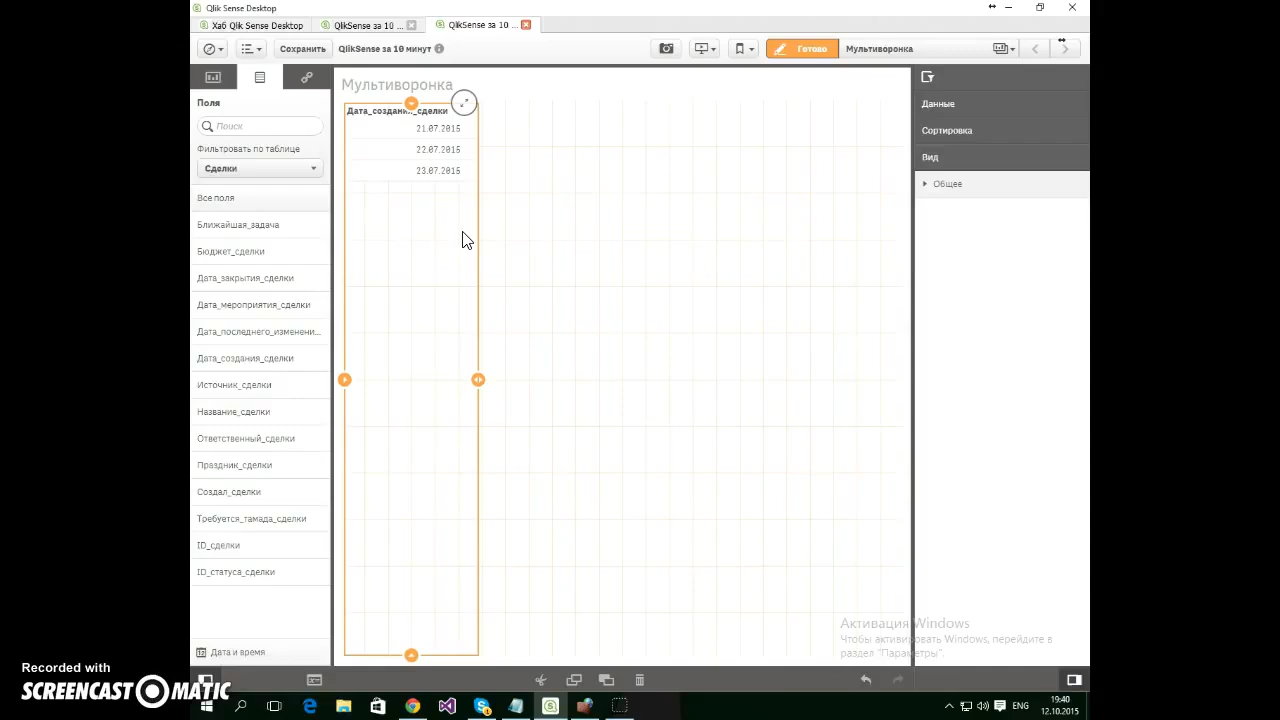 Qlik Sense Desktop
Хаб Qlik Sense Desktop
QlikSense за 10 ...
QlikSense за 10 ...
Сохранить
QlikSense за 10 минут
Готово
Мультиворонка
Поля
Поиск
Фильтровать по таблице
Сделки
Все поля
Ближайшая_задача
Бюджет_сделки
Дата_закрытия_сделки
Дата_мероприятия_сделки
Дата_последнего_изменени...
Дата_создания_сделки
Источник_сделки
Название_сделки
Ответственный_сделки
Праздник_сделки
Создал_сделки
Требуется_тамада_сделки
ID_сделки
ID_статуса_сделки
Дата и время
Мультиворонка
Дата_создания_сделки
21.07.2015
22.07.2015
23.07.2015
Данные
Сортировка
Вид
Общее
Активация Windows
Чтобы активировать Windows, перейдите в
раздел "Параметры".
Recorded with
SCREENCAST-O-MATIC
ENG
19:40
12.10.2015